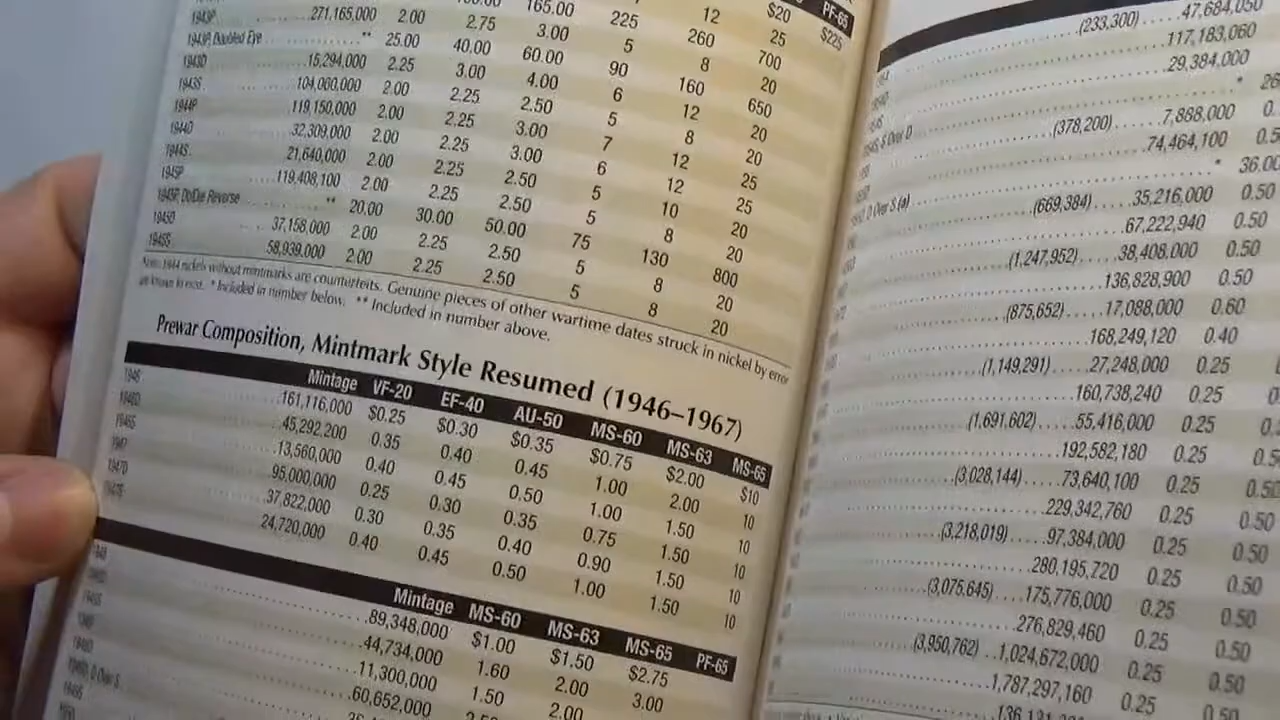 165.00 12 $20 PF-65
1943P 271,165,000 2.00 2.75 3.00 225 260 25 $225
1943P, Doubled Eye ** 25.00 40.00 60.00 5 8 700
1943D 15,294,000 2.25 3.00 4.00 90 160 20
1943S 104,060,000 2.00 2.25 2.50 6 12 650
1944P 119,150,000 2.00 2.25 3.00 5 8 20
1944D 32,309,000 2.00 2.25 3.00 7 12 20
1944S 21,640,000 2.00 2.25 2.50 6 12 25
1945P 119,408,100 2.00 2.25 2.50 5 10 25
1945P, DblDie Reverse ** 20.00 30.00 50.00 5 8 20
1945D 37,158,000 2.00 2.25 2.50 75 130 800
1945S 58,939,000 2.00 2.25 2.50 5 8 20
5 8 20
Note: 1944 nickels without mintmarks are counterfeits. Genuine pieces of other wartime dates struck in nickel by error
are known to exist. * Included in number below. ** Included in number above.
Prewar Composition, Mintmark Style Resumed (1946–1967)
Mintage VF-20 EF-40 AU-50 MS-60 MS-63 MS-65
1946 161,116,000 $0.25 $0.30 $0.35 $0.75 $2.00 $10
1946D 45,292,200 0.35 0.40 0.45 1.00 2.00 10
1946S 13,560,000 0.40 0.45 0.50 1.00 1.50 10
1947 95,000,000 0.25 0.30 0.35 0.75 1.50 10
1947D 37,822,000 0.30 0.35 0.40 0.90 1.50 10
1947S 24,720,000 0.40 0.45 0.50 1.00 1.50 10
Mintage MS-60 MS-63 MS-65 PF-65
1948 89,348,000 $1.00 $1.50 $2.75
44,734,000 1.60 2.00 3.00
11,300,000 1.50 2.00
60,652,000
(233,300) 47,684,050
117,183,060
29,384,000
S Over D *
(378,200) 7,888,000
74,464,100
D Over S (a) * 36.00
(669,384) 35,216,000 0.50
67,222,940 0.50
(1,247,952) 38,408,000 0.50
136,828,900 0.50
(875,652) 17,088,000 0.60
168,249,120 0.40
(1,149,291) 27,248,000 0.25
160,738,240 0.25
(1,691,602) 55,416,000 0.25
192,582,180 0.25
(3,028,144) 73,640,100 0.25 0.50
229,342,760 0.25 0.50
(3,218,019) 97,384,000 0.25 0.50
280,195,720 0.25 0.50
(3,075,645) 175,776,000 0.25 0.50
276,829,460 0.25 0.50
(3,950,762) 1,024,672,000 0.25 0.50
1,787,297,160 0.25 0.50